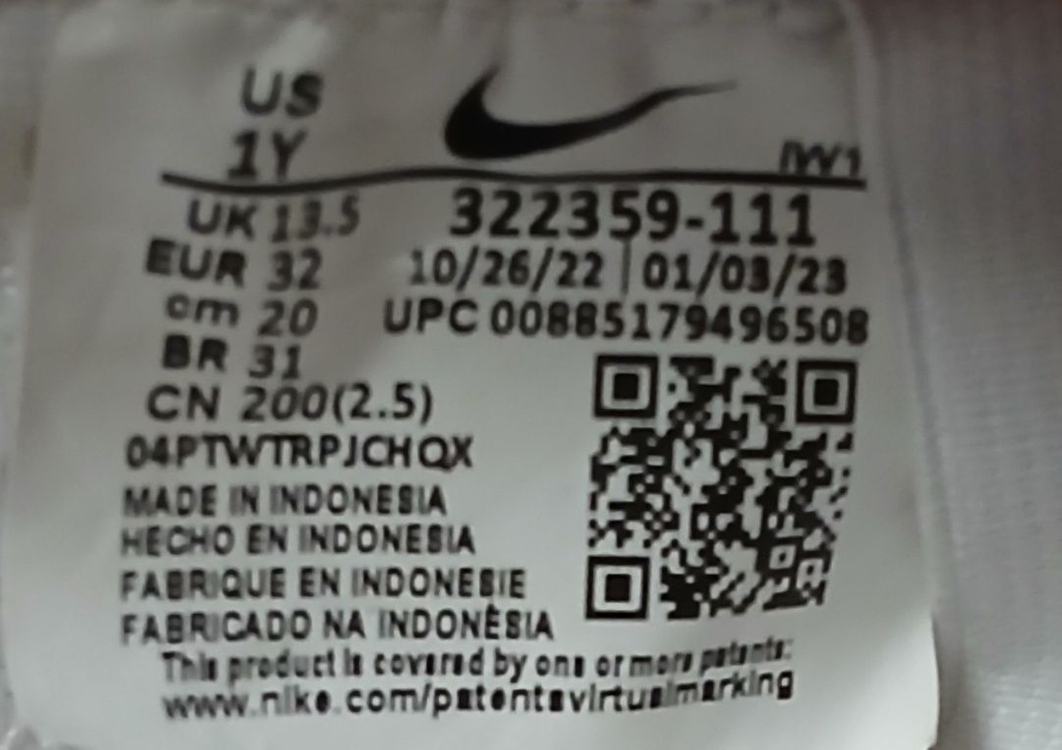 US
1Y
IW1
UK 13.5
322359-111
EUR 32
10/26/22 | 01/03/23
cm 20
UPC 00885179496508
BR 31
CN 200(2.5)
04PTWTRPJCHQX
MADE IN INDONESIA
HECHO EN INDONESIA
FABRIQUE EN INDONESIE
FABRICADO NA INDONÉSIA
This product is covered by one or more patents:
www.nike.com/patentsvirtualmarking